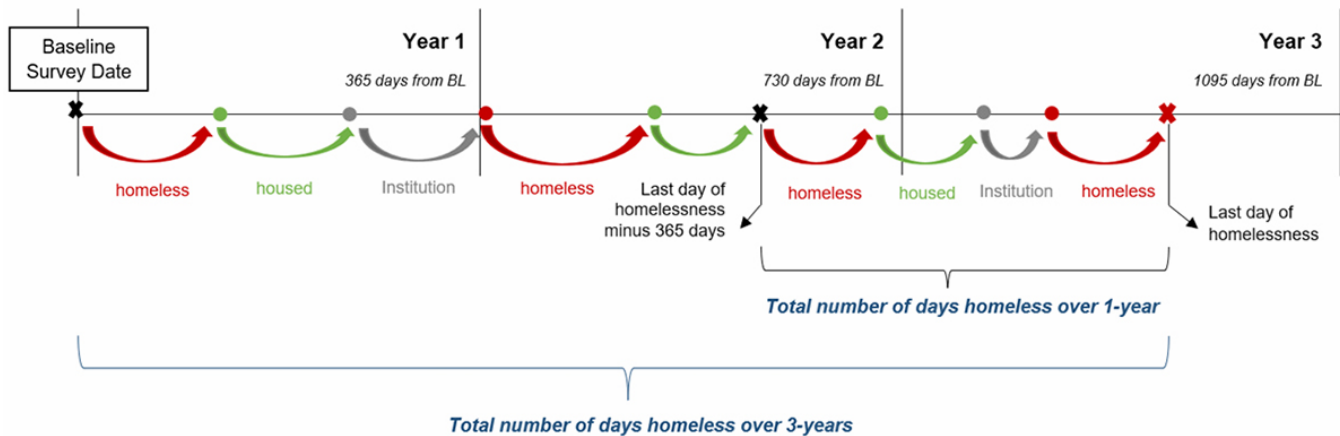 Baseline
Survey Date
Year 1
365 days from BL
Year 2
730 days from BL
Year 3
1095 days from BL
homeless
housed
Institution
homeless
Last day of
homelessness
minus 365 days
homeless
housed
Institution
homeless
Last day of
homelessness
Total number of days homeless over 1-year
Total number of days homeless over 3-years